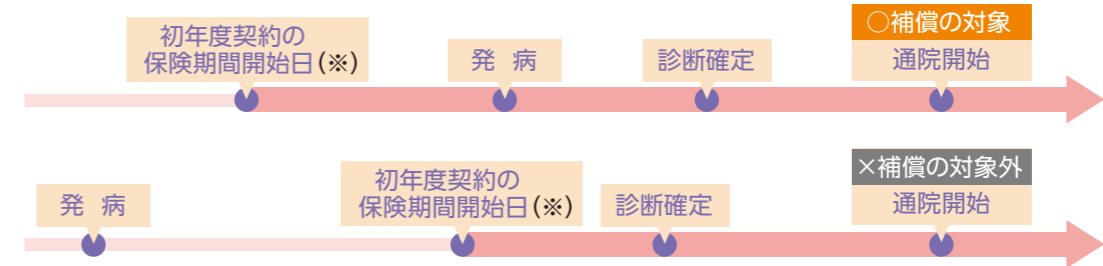 初年度契約の
保険期間開始日(※)
発 病
診断確定
○補償の対象
通院開始
発 病
初年度契約の
保険期間開始日(※)
診断確定
×補償の対象外
通院開始